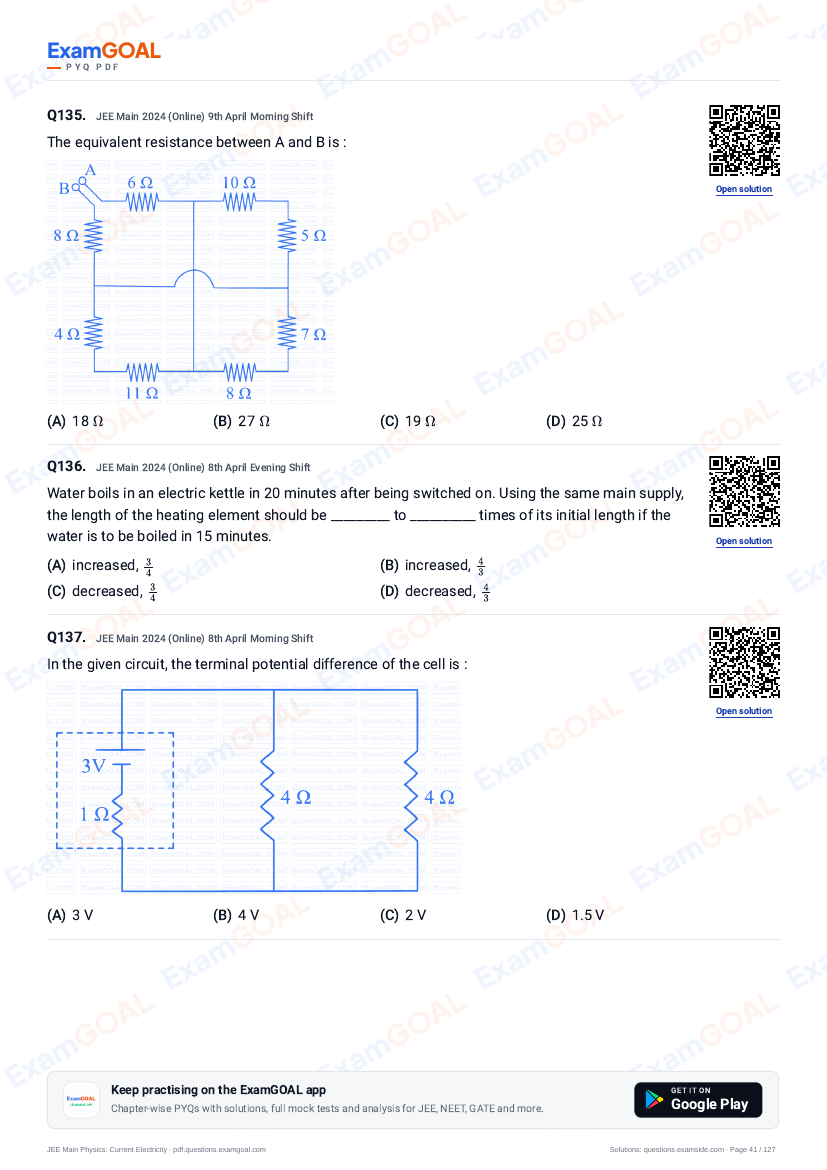 ExamGOAL
PYQ PDF
Q135. JEE Main 2024 (Online) 9th April Morning Shift
The equivalent resistance between A and B is :
Open solution
A
B
6 Ω
10 Ω
8 Ω
5 Ω
4 Ω
7 Ω
11 Ω
8 Ω
(A) 18 Ω (B) 27 Ω (C) 19 Ω (D) 25 Ω
Q136. JEE Main 2024 (Online) 8th April Evening Shift
Water boils in an electric kettle in 20 minutes after being switched on. Using the same main supply,
the length of the heating element should be _________ to __________ times of its initial length if the
water is to be boiled in 15 minutes.
Open solution
(A) increased, 3/4 (B) increased, 4/3
(C) decreased, 3/4 (D) decreased, 4/3
Q137. JEE Main 2024 (Online) 8th April Morning Shift
In the given circuit, the terminal potential difference of the cell is :
Open solution
3V
1 Ω
4 Ω
4 Ω
(A) 3 V (B) 4 V (C) 2 V (D) 1.5 V
ExamGOAL
Keep practising on the ExamGOAL app
Chapter-wise PYQs with solutions, full mock tests and analysis for JEE, NEET, GATE and more.
GET IT ON
Google Play
JEE Main Physics: Current Electricity · pdf.questions.examgoal.com
Solutions: questions.examside.com · Page 41 / 127